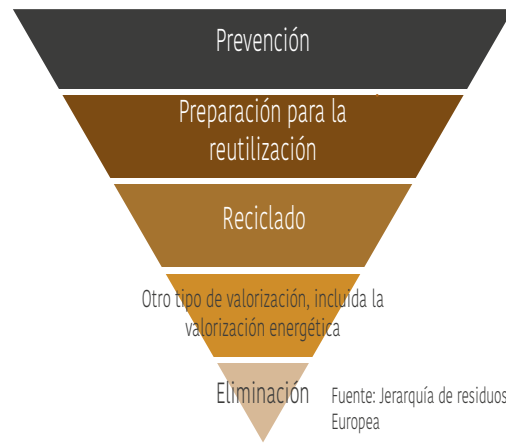 Prevención
Preparación para la
reutilización
Reciclado
Otro tipo de valorización, incluida la
valorización energética
Eliminación
Fuente: Jerarquía de residuos
Europea